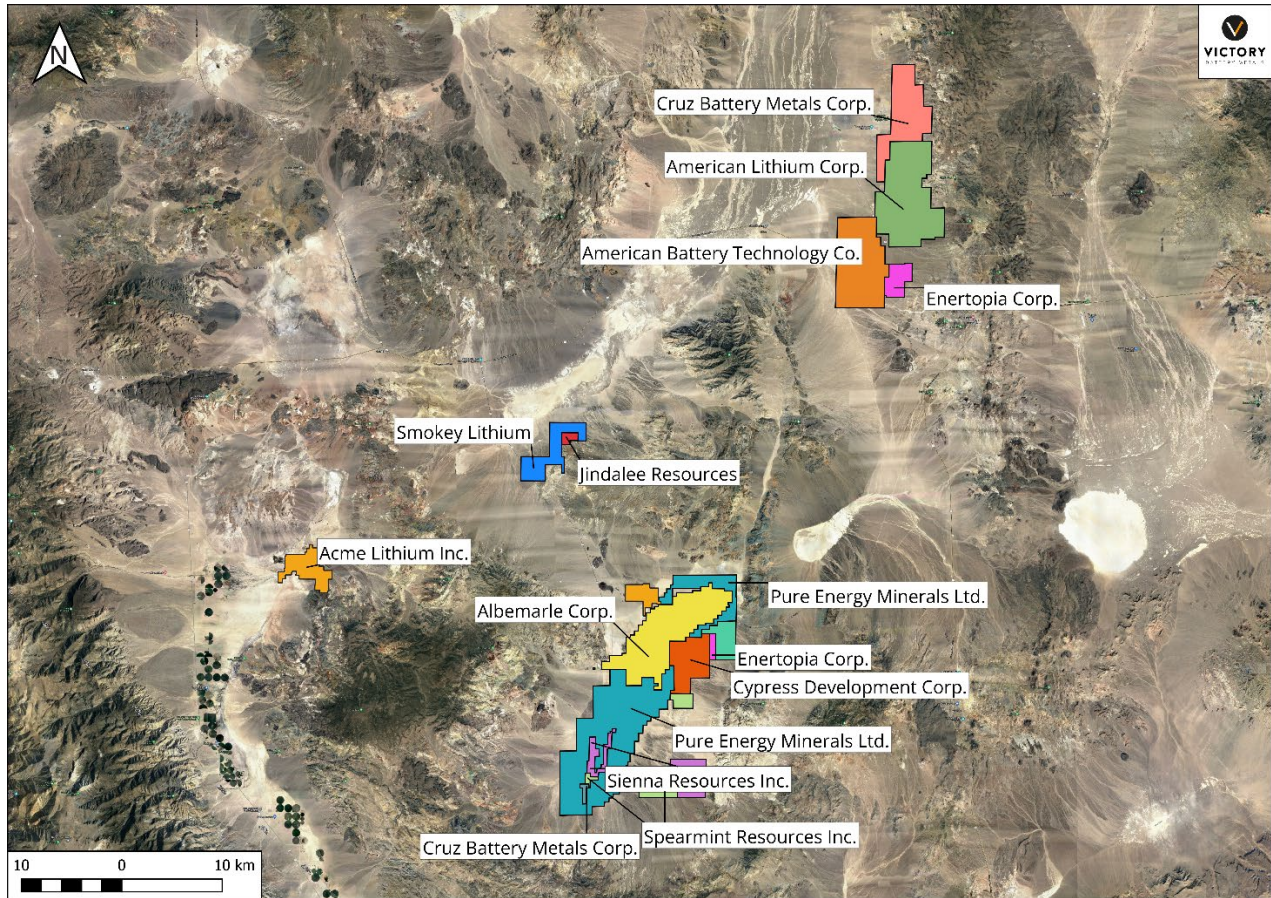 N
VICTORY
BATTERY METALS
Cruz Battery Metals Corp.
American Lithium Corp.
American Battery Technology Co.
Enertopia Corp.
Smokey Lithium
Jindalee Resources
Acme Lithium Inc.
Pure Energy Minerals Ltd.
Albemarle Corp.
Enertopia Corp.
Cypress Development Corp.
Pure Energy Minerals Ltd.
Sienna Resources Inc.
Spearmint Resources Inc.
Cruz Battery Metals Corp.
10 0 10 km